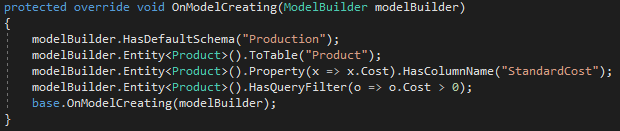 protected override void OnModelCreating(ModelBuilder modelBuilder)
{
    modelBuilder.HasDefaultSchema("Production");
    modelBuilder.Entity<Product>().ToTable("Product");
    modelBuilder.Entity<Product>().Property(x => x.Cost).HasColumnName("StandardCost");
    modelBuilder.Entity<Product>().HasQueryFilter(o => o.Cost > 0);
    base.OnModelCreating(modelBuilder);
}